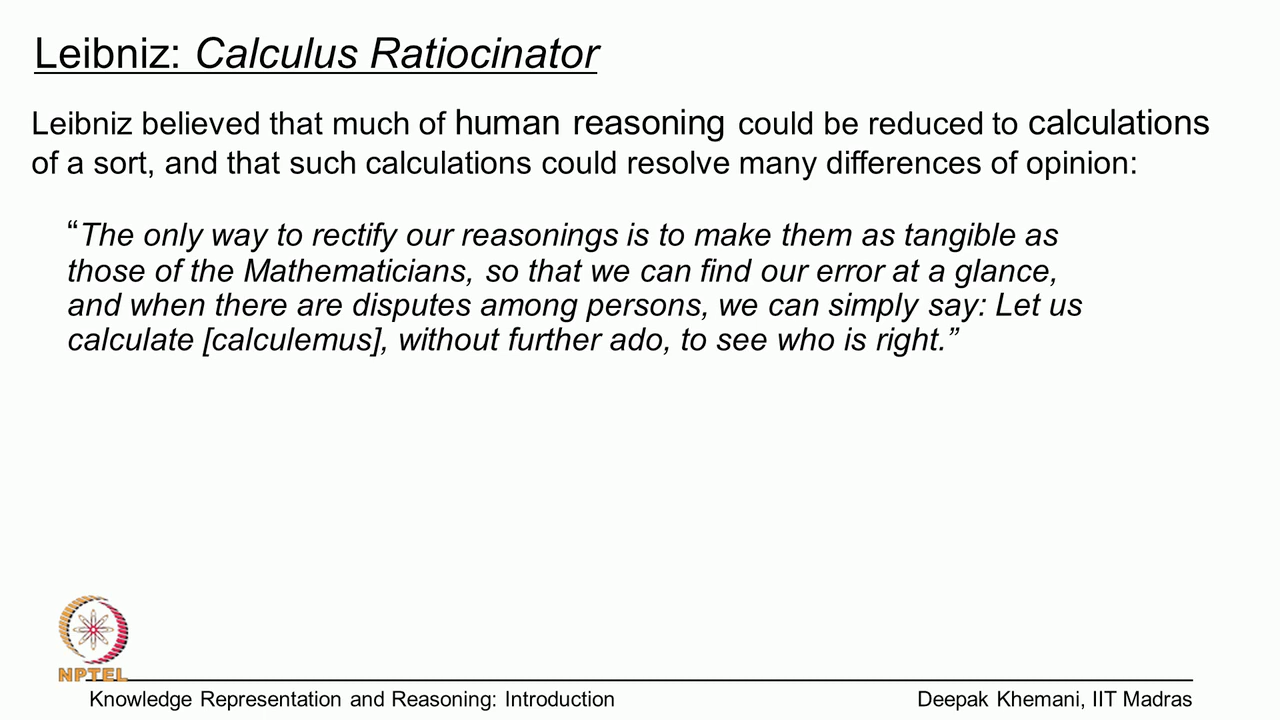 Leibniz: Calculus Ratiocinator
Leibniz believed that much of human reasoning could be reduced to calculations
of a sort, and that such calculations could resolve many differences of opinion:
“The only way to rectify our reasonings is to make them as tangible as
those of the Mathematicians, so that we can find our error at a glance,
and when there are disputes among persons, we can simply say: Let us
calculate [calculemus], without further ado, to see who is right.”
NPTEL
Knowledge Representation and Reasoning: Introduction
Deepak Khemani, IIT Madras